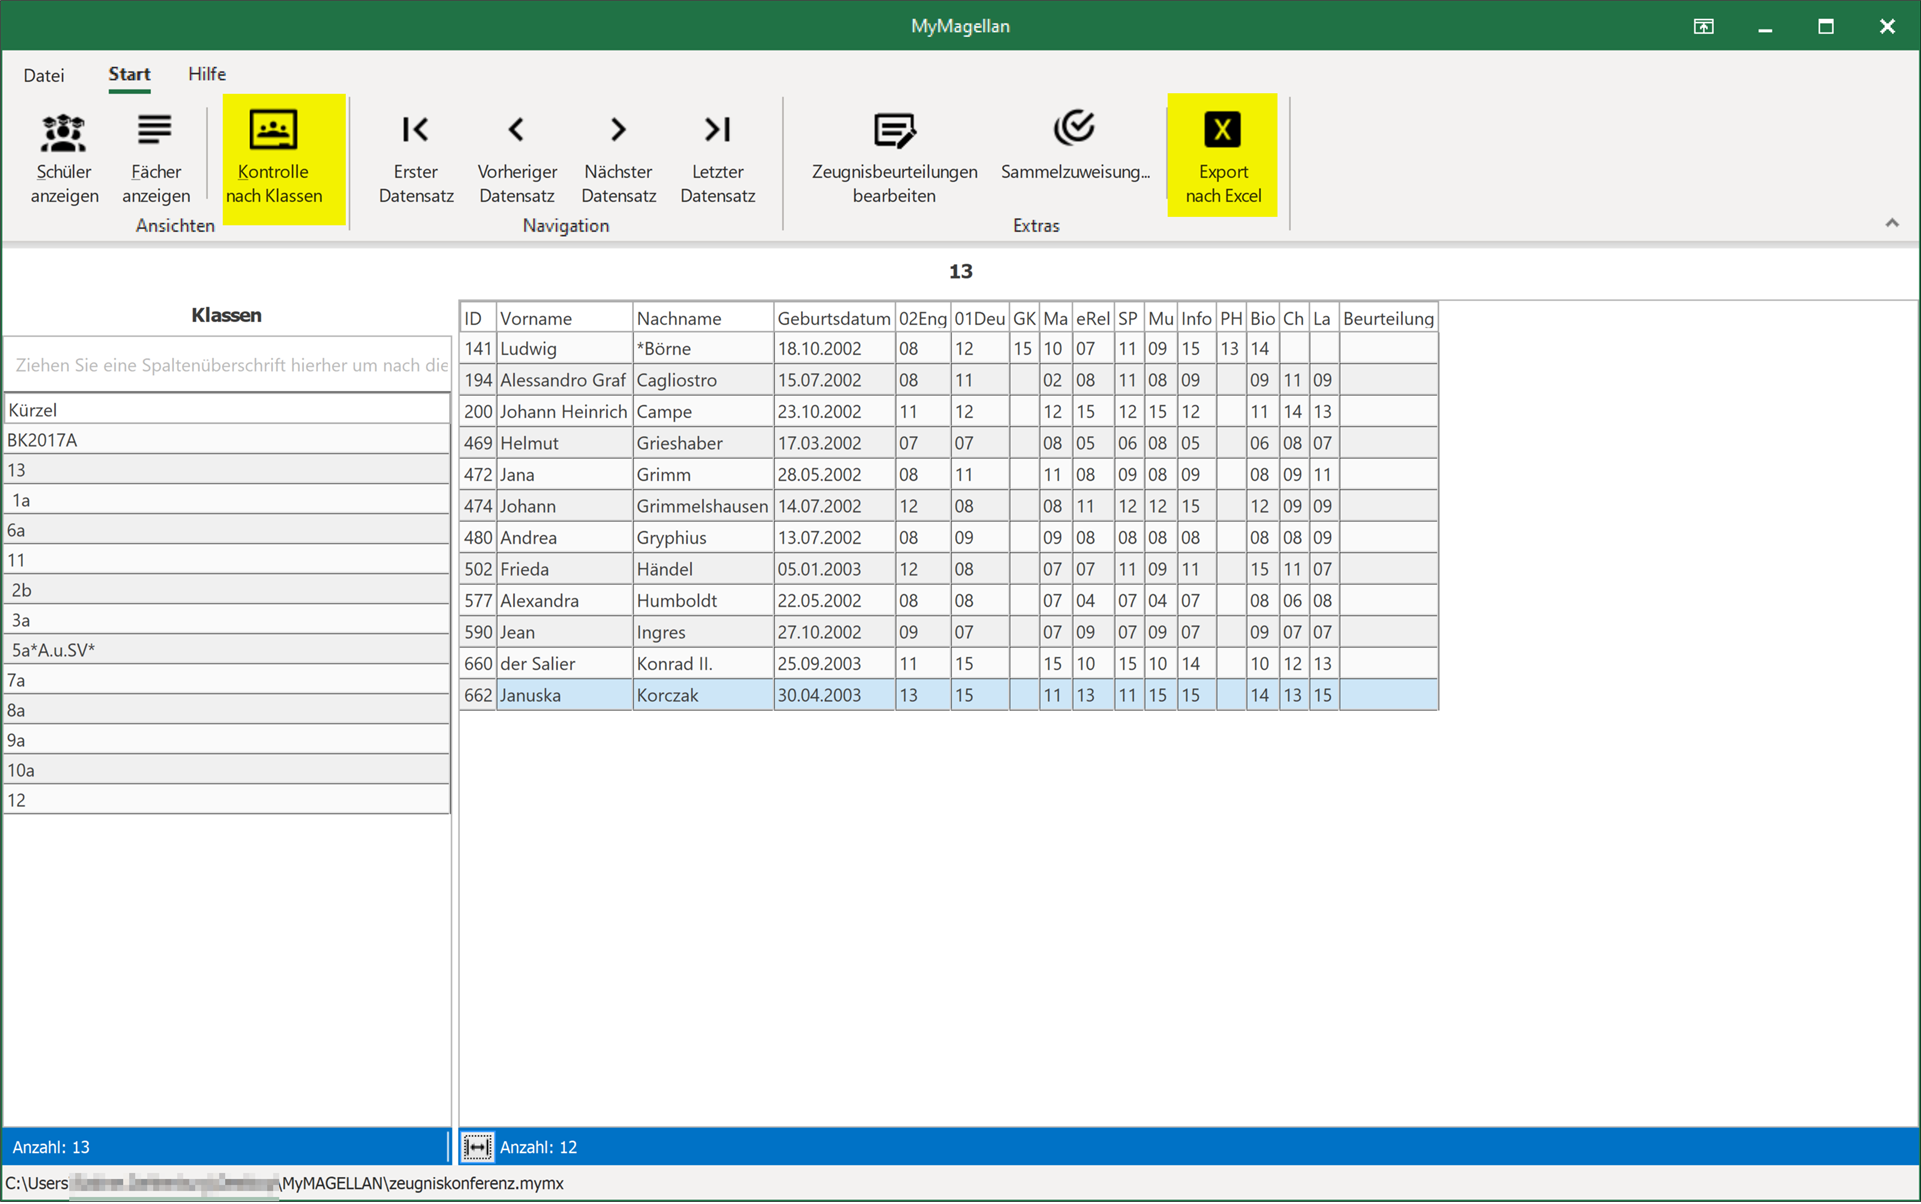 MyMagellan
Datei Start Hilfe
Schüler anzeigen
Fächer anzeigen
Kontrolle nach Klassen
Erster Datensatz
Vorheriger Datensatz
Nächster Datensatz
Letzter Datensatz
Zeugnisbeurteilungen bearbeiten
Sammelzuweisung...
X
Export nach Excel
Ansichten Navigation Extras
13
Klassen
Ziehen Sie eine Spaltenüberschrift hierher um nach die
Kürzel
BK2017A
13
1a
6a
11
2b
3a
5a*A.u.SV*
7a
8a
9a
10a
12
ID Vorname Nachname Geburtsdatum 02Eng 01Deu GK Ma eRel SP Mu Info PH Bio Ch La Beurteilung
141 Ludwig *Börne 18.10.2002 08 12 15 10 07 11 09 15 13 14
194 Alessandro Graf Cagliostro 15.07.2002 08 11 02 08 11 08 09 09 11 09
200 Johann Heinrich Campe 23.10.2002 11 12 12 15 12 15 12 11 14 13
469 Helmut Grieshaber 17.03.2002 07 07 08 05 06 08 05 06 08 07
472 Jana Grimm 28.05.2002 08 11 11 08 09 08 09 08 09 11
474 Johann Grimmelshausen 14.07.2002 12 08 08 11 12 12 15 12 09 09
480 Andrea Gryphius 13.07.2002 08 09 09 08 08 08 08 08 08 09
502 Frieda Händel 05.01.2003 12 08 07 07 11 09 11 15 11 07
577 Alexandra Humboldt 22.05.2002 08 08 07 04 07 04 07 08 06 08
590 Jean Ingres 27.10.2002 09 07 07 09 07 09 07 09 07 07
660 der Salier Konrad II. 25.09.2003 11 15 15 10 15 10 14 10 12 13
662 Januska Korczak 30.04.2003 13 15 11 13 11 15 15 14 13 15
Anzahl: 13
Anzahl: 12
C:\Users \MyMAGELLAN\zeugniskonferenz.mymx